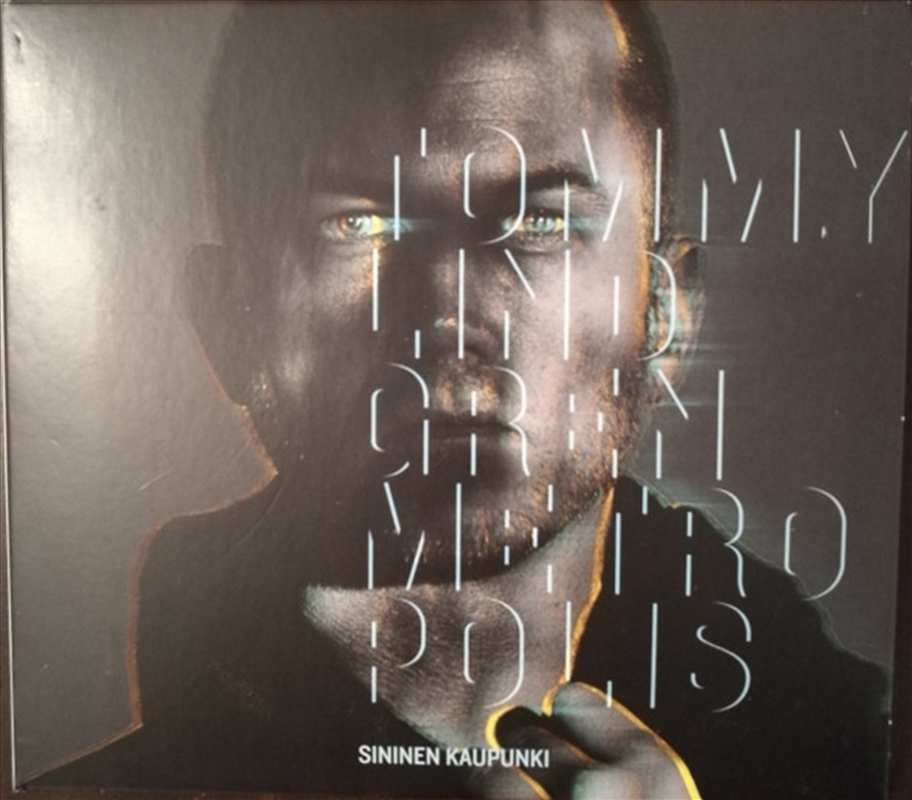 TOMMY
LIND
GREN
METRO
POLIS
SININEN KAUPUNKI